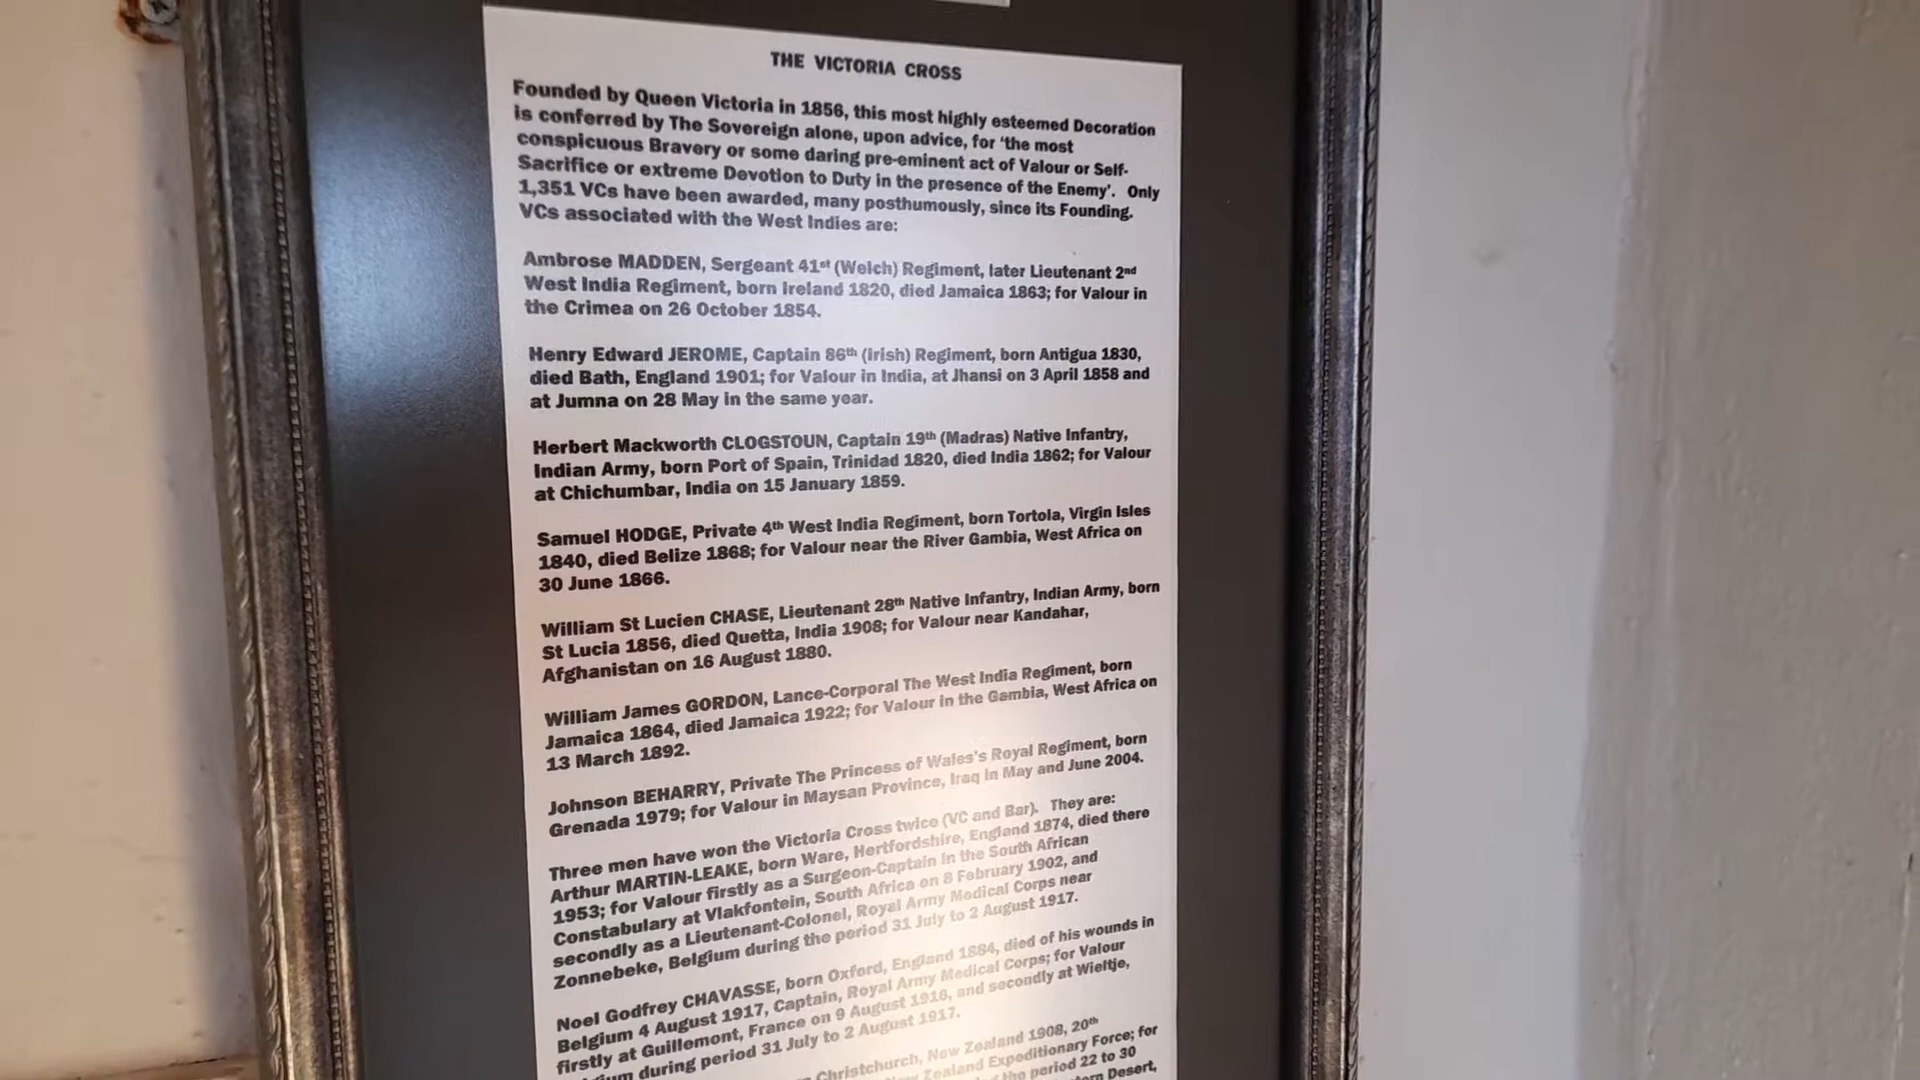 THE VICTORIA CROSS
Founded by Queen Victoria in 1856, this most highly esteemed Decoration
is conferred by The Sovereign alone, upon advice, for 'the most
conspicuous Bravery or some daring pre-eminent act of Valour or Self-
Sacrifice or extreme Devotion to Duty in the presence of the Enemy'. Only
1,351 VCs have been awarded, many posthumously, since its Founding.
VCs associated with the West Indies are:
Ambrose MADDEN, Sergeant 41st (Welch) Regiment, later Lieutenant 2nd
West India Regiment, born Ireland 1820, died Jamaica 1863; for Valour in
the Crimea on 26 October 1854.
Henry Edward JEROME, Captain 86th (Irish) Regiment, born Antigua 1830,
died Bath, England 1901; for Valour in India, at Jhansi on 3 April 1858 and
at Jumna on 28 May in the same year.
Herbert Mackworth CLOGSTOUN, Captain 19th (Madras) Native Infantry,
Indian Army, born Port of Spain, Trinidad 1820, died India 1862; for Valour
at Chichumbar, India on 15 January 1859.
Samuel HODGE, Private 4th West India Regiment, born Tortola, Virgin Isles
1840, died Belize 1868; for Valour near the River Gambia, West Africa on
30 June 1866.
William St Lucien CHASE, Lieutenant 28th Native Infantry, Indian Army, born
St Lucia 1856, died Quetta, India 1908; for Valour near Kandahar,
Afghanistan on 16 August 1880.
William James GORDON, Lance-Corporal The West India Regiment, born
Jamaica 1864, died Jamaica 1922; for Valour in the Gambia, West Africa on
13 March 1892.
Johnson BEHARRY, Private The Princess of Wales's Royal Regiment, born
Grenada 1979; for Valour in Maysan Province, Iraq in May and June 2004.
Three men have won the Victoria Cross twice (VC and Bar). They are:
Arthur MARTIN-LEAKE, born Ware, Hertfordshire, England 1874, died there
1953; for Valour firstly as a Surgeon-Captain in the South African
Constabulary at Vlakfontein, South Africa on 8 February 1902, and
secondly as a Lieutenant-Colonel, Royal Army Medical Corps near
Zonnebeke, Belgium during the period 31 July to 2 August 1917.
Noel Godfrey CHAVASSE, born Oxford, England 1884, died of his wounds in
Belgium 4 August 1917, Captain, Royal Army Medical Corps; for Valour
firstly at Guillemont, France on 9 August 1916, and secondly at Wieltje,
during period 31 July to 2 August 1917.
Christchurch, New Zealand 1908, 20th
New Zealand Expeditionary Force; for
the period 22 to 30
Desert,